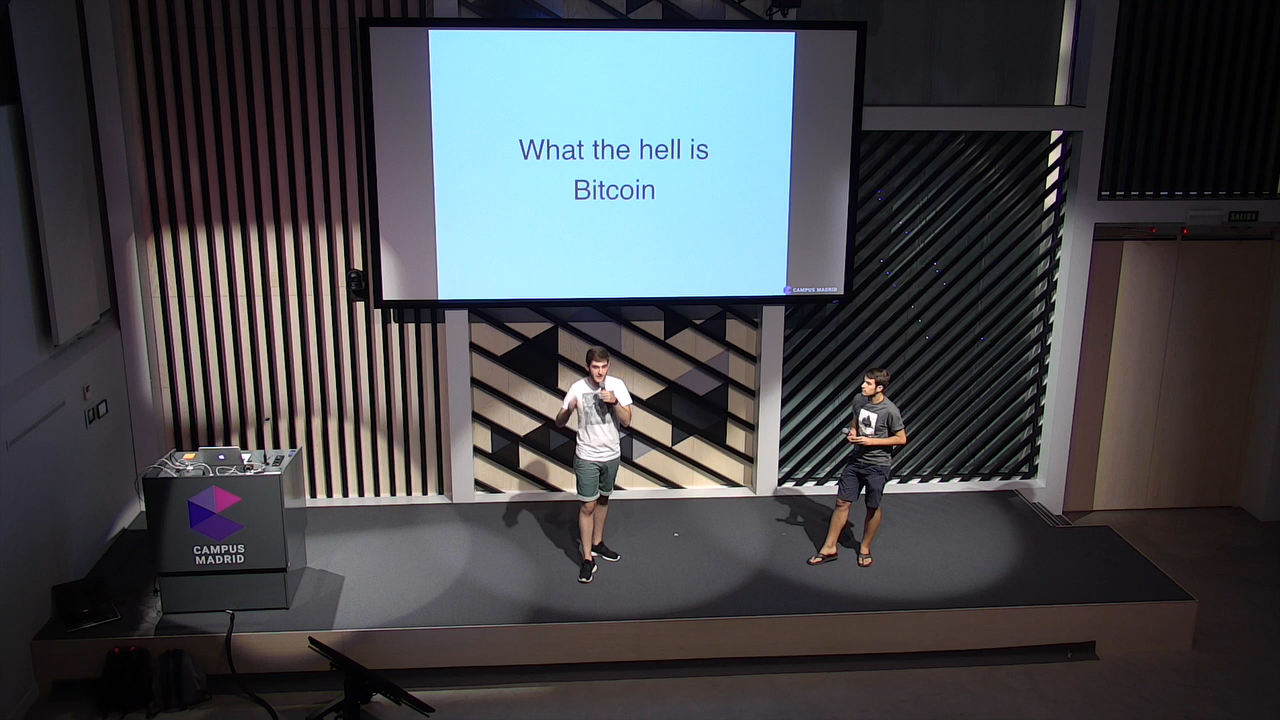 What the hell is
Bitcoin
CAMPUS MADRID
SALIDA
CAMPUS
MADRID